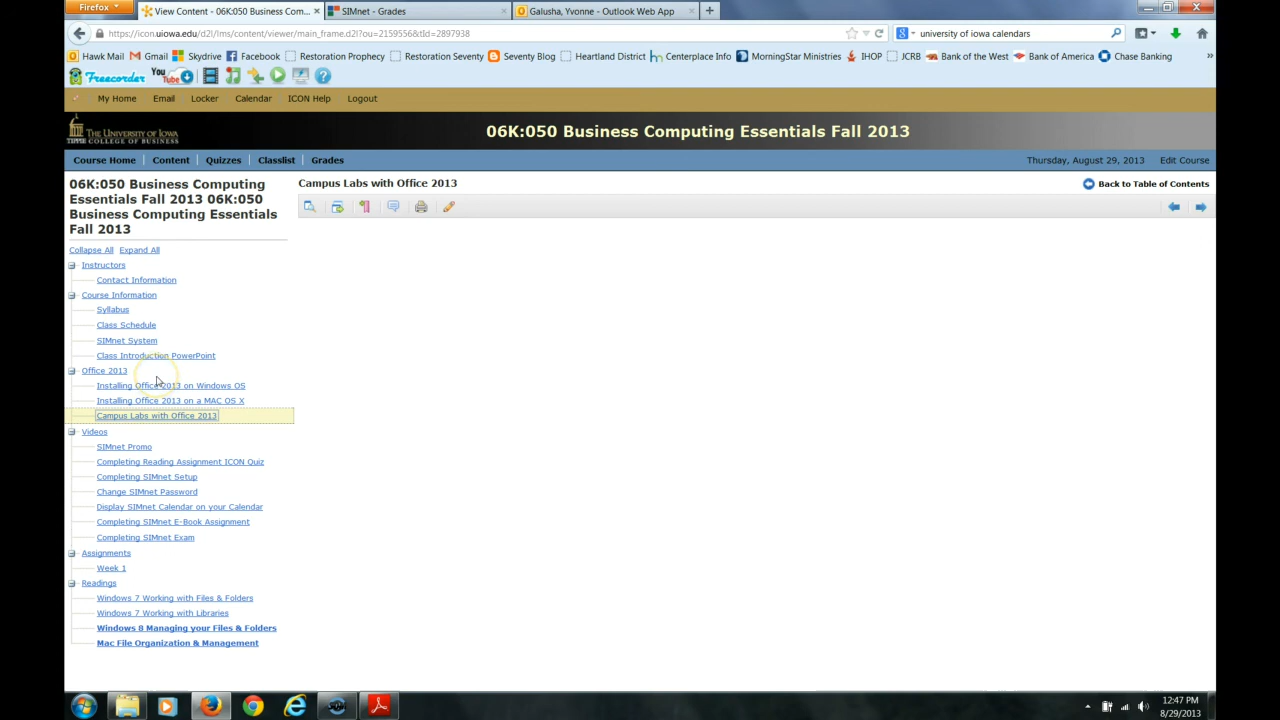 Firefox
View Content - 06K:050 Business Com...
SIMnet - Grades
Galusha, Yvonne - Outlook Web App
https://icon.uiowa.edu/d2l/lms/content/viewer/main_frame.d2l?ou=2159556&tId=2897938
university of iowa calendars
Hawk Mail
Gmail
Skydrive
Facebook
Restoration Prophecy
Restoration Seventy
Seventy Blog
Heartland District
Centerplace Info
MorningStar Ministries
IHOP
JCRB
Bank of the West
Bank of America
Chase Banking
Freecorder
You
My Home
Email
Locker
Calendar
ICON Help
Logout
THE UNIVERSITY OF IOWA
TIPPIE COLLEGE OF BUSINESS
06K:050 Business Computing Essentials Fall 2013
Course Home
Content
Quizzes
Classlist
Grades
Thursday, August 29, 2013
Edit Course
06K:050 Business Computing
Essentials Fall 2013 06K:050
Business Computing Essentials
Fall 2013
Campus Labs with Office 2013
Back to Table of Contents
Collapse All
Expand All
Instructors
Contact Information
Course Information
Syllabus
Class Schedule
SIMnet System
Class Introduction PowerPoint
Office 2013
Installing Office 2013 on Windows OS
Installing Office 2013 on a MAC OS X
Campus Labs with Office 2013
Videos
SIMnet Promo
Completing Reading Assignment ICON Quiz
Completing SIMnet Setup
Change SIMnet Password
Display SIMnet Calendar on your Calendar
Completing SIMnet E-Book Assignment
Completing SIMnet Exam
Assignments
Week 1
Readings
Windows 7 Working with Files & Folders
Windows 7 Working with Libraries
Windows 8 Managing your Files & Folders
Mac File Organization & Management
12:47 PM
8/29/2013